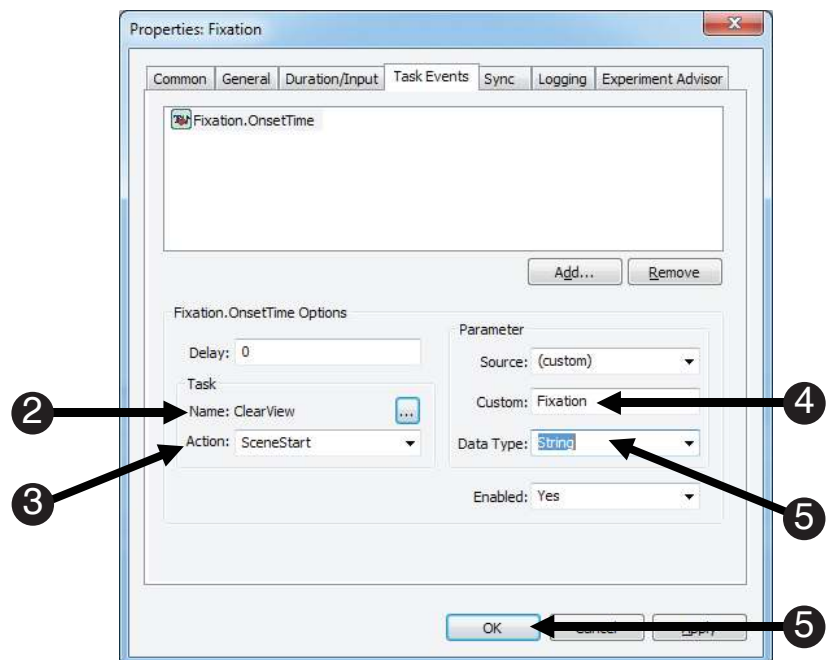 Properties: Fixation
Common General Duration/Input Task Events Sync Logging Experiment Advisor
Fixation.OnsetTime
Add... Remove
Fixation.OnsetTime Options
Delay: 0
Task
Name: ClearView ...
Action: SceneStart
Parameter
Source: (custom)
Custom: Fixation
Data Type: String
Enabled: Yes
OK
2
3
4
5
5